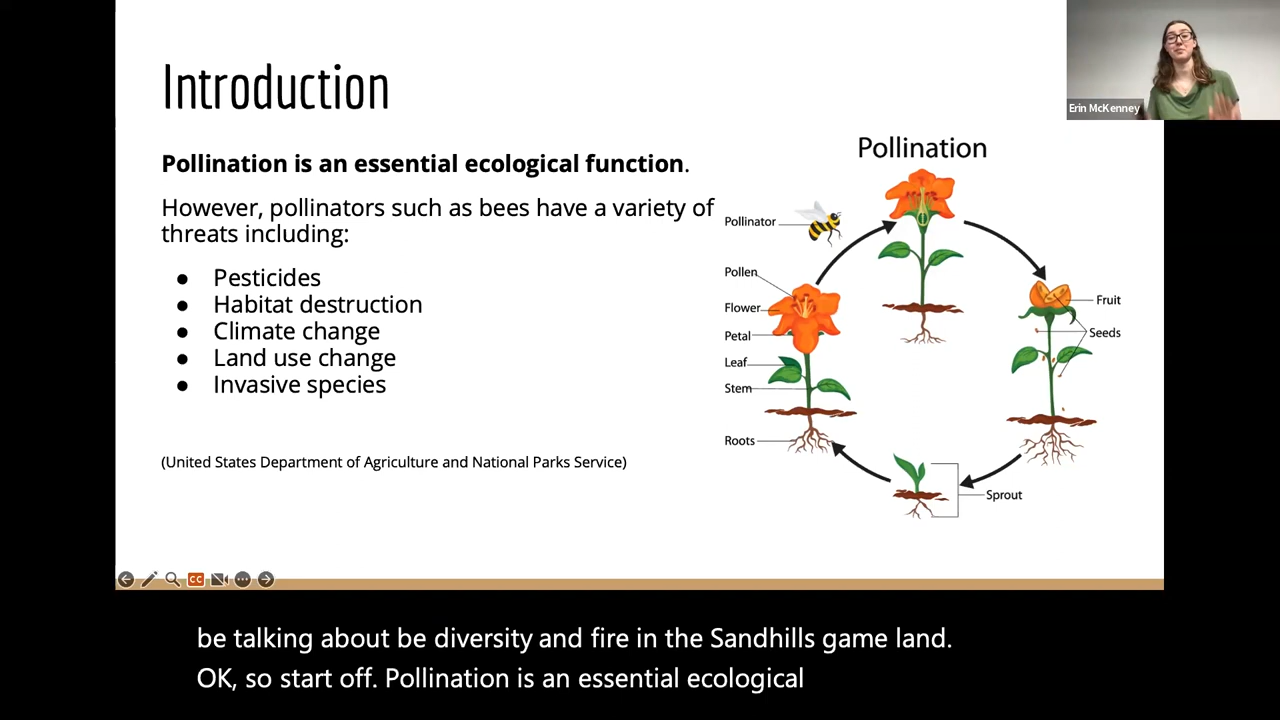 Introduction
Erin McKenney
Pollination is an essential ecological function.
However, pollinators such as bees have a variety of
threats including:
● Pesticides
● Habitat destruction
● Climate change
● Land use change
● Invasive species
(United States Department of Agriculture and National Parks Service)
Pollination
Pollinator
Pollen
Flower
Petal
Leaf
Stem
Roots
Fruit
Seeds
Sprout
CC
be talking about be diversity and fire in the Sandhills game land.
OK, so start off. Pollination is an essential ecological